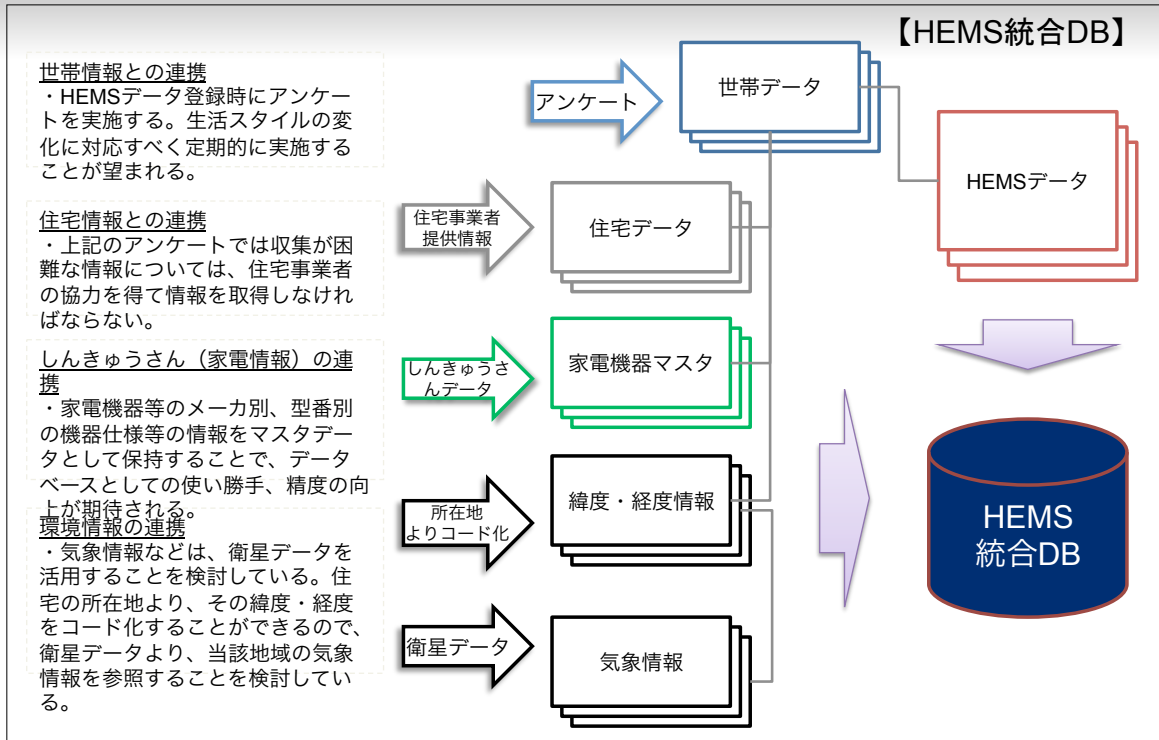 【HEMS統合DB】
世帯情報との連携
・HEMSデータ登録時にアンケー
トを実施する。生活スタイルの変
化に対応すべく定期的に実施する
ことが望まれる。
住宅情報との連携
・上記のアンケートでは収集が困
難な情報については、住宅事業者
の協力を得て情報を取得しなけれ
ばならない。
しんきゅうさん（家電情報）の連
携
・家電機器等のメーカ別、型番別
の機器仕様等の情報をマスタデー
タとして保持することで、データ
ベースとしての使い勝手、精度の向
上が期待される。
環境情報の連携
・気象情報などは、衛星データを
活用することを検討している。住
宅の所在地より、その緯度・経度
をコード化することができるので、
衛星データより、当該地域の気象
情報を参照することを検討してい
る。
アンケート
世帯データ
HEMSデータ
住宅事業者
提供情報
住宅データ
しんきゅうさ
んデータ
家電機器マスタ
所在地
よりコード化
緯度・経度情報
衛星データ
気象情報
HEMS
統合DB